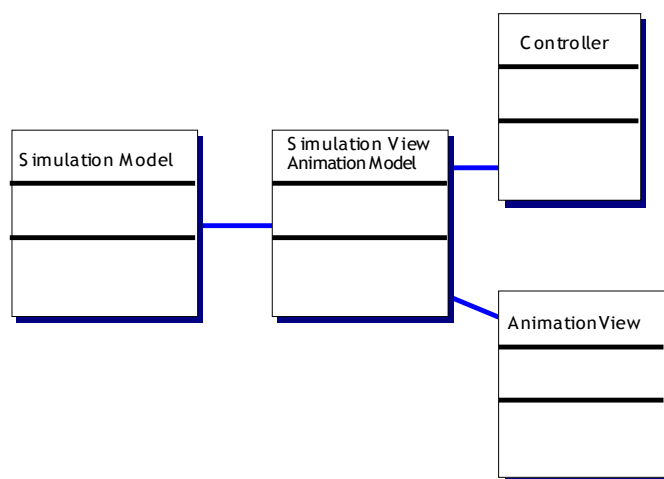 Controller
Simulation Model
Simulation View
Animation Model
AnimationView